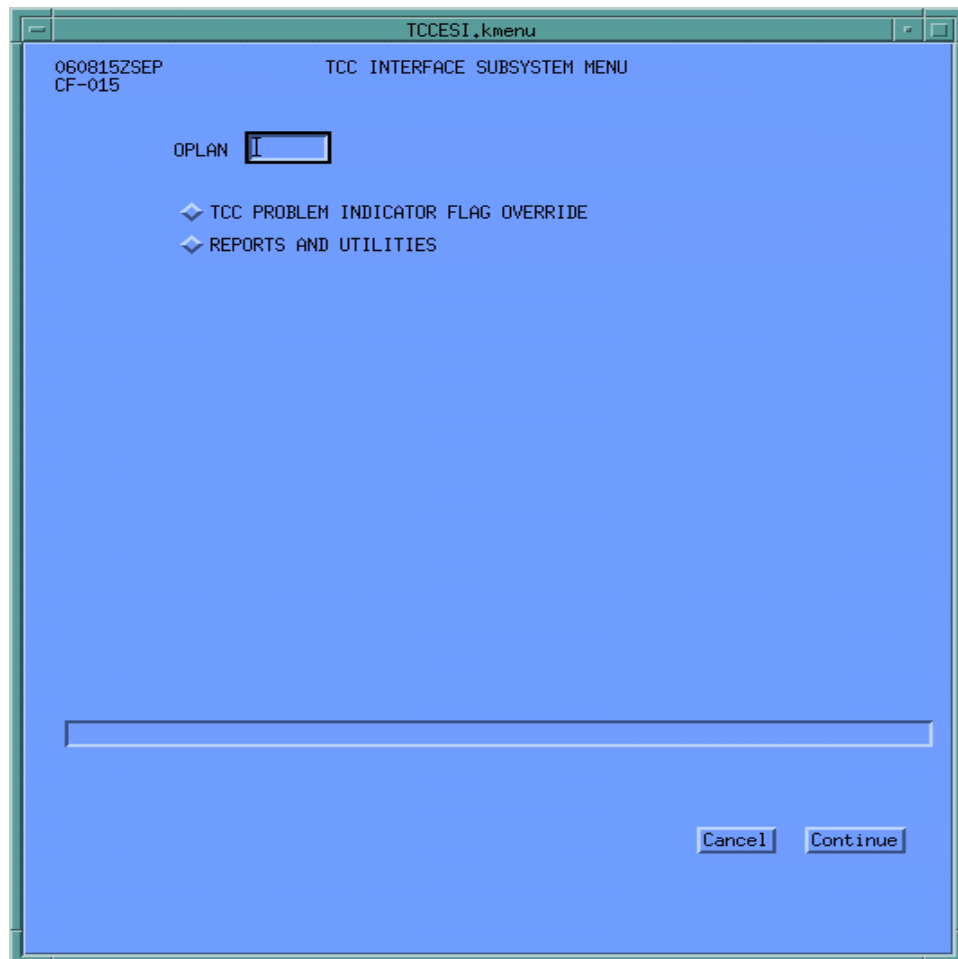 TCCESI.kmenu
060815ZSEP TCC INTERFACE SUBSYSTEM MENU
CF-015
OPLAN
TCC PROBLEM INDICATOR FLAG OVERRIDE
REPORTS AND UTILITIES
Cancel Continue